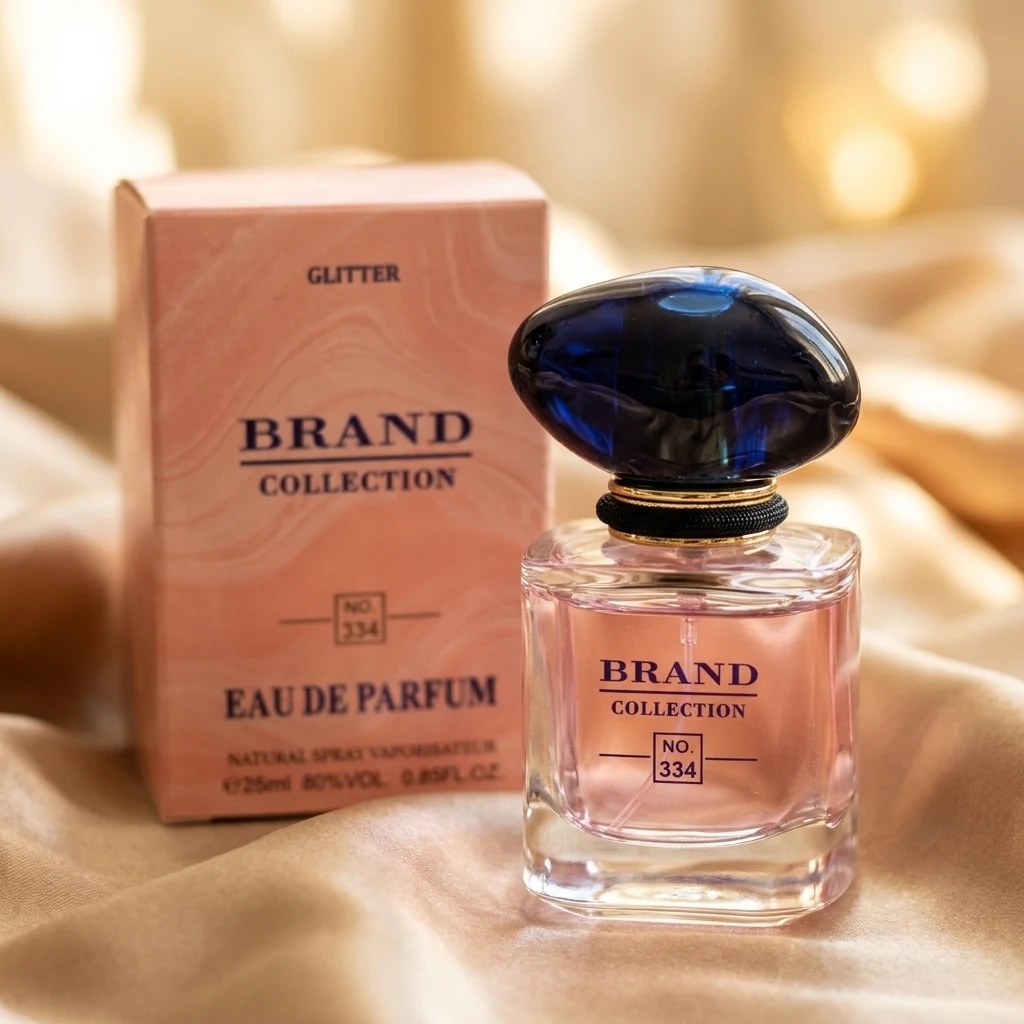 GLITTER
BRAND
COLLECTION
NO.
334
EAU DE PARFUM
NATURAL SPRAY VAPORISATEUR
℮25ml 80%VOL. 0.85FL.OZ.
BRAND
COLLECTION
NO.
334